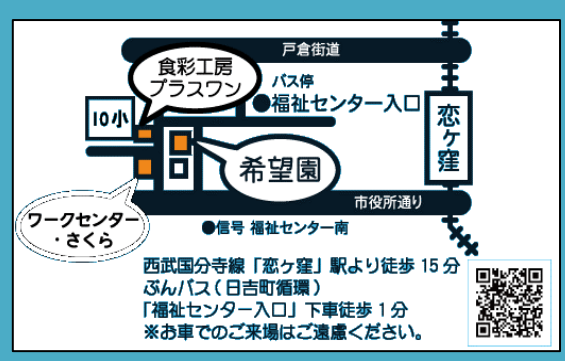 戸倉街道
食彩工房
プラスワン
バス停
●福祉センター入口
10小
恋ヶ窪
希望園
市役所通り
ワークセンター
・さくら
●信号 福祉センター南
西武国分寺線「恋ヶ窪」駅より徒歩 15 分
ぶんバス(日吉町循環)
「福祉センター入口」下車徒歩 1 分
※お車でのご来場はご遠慮ください。